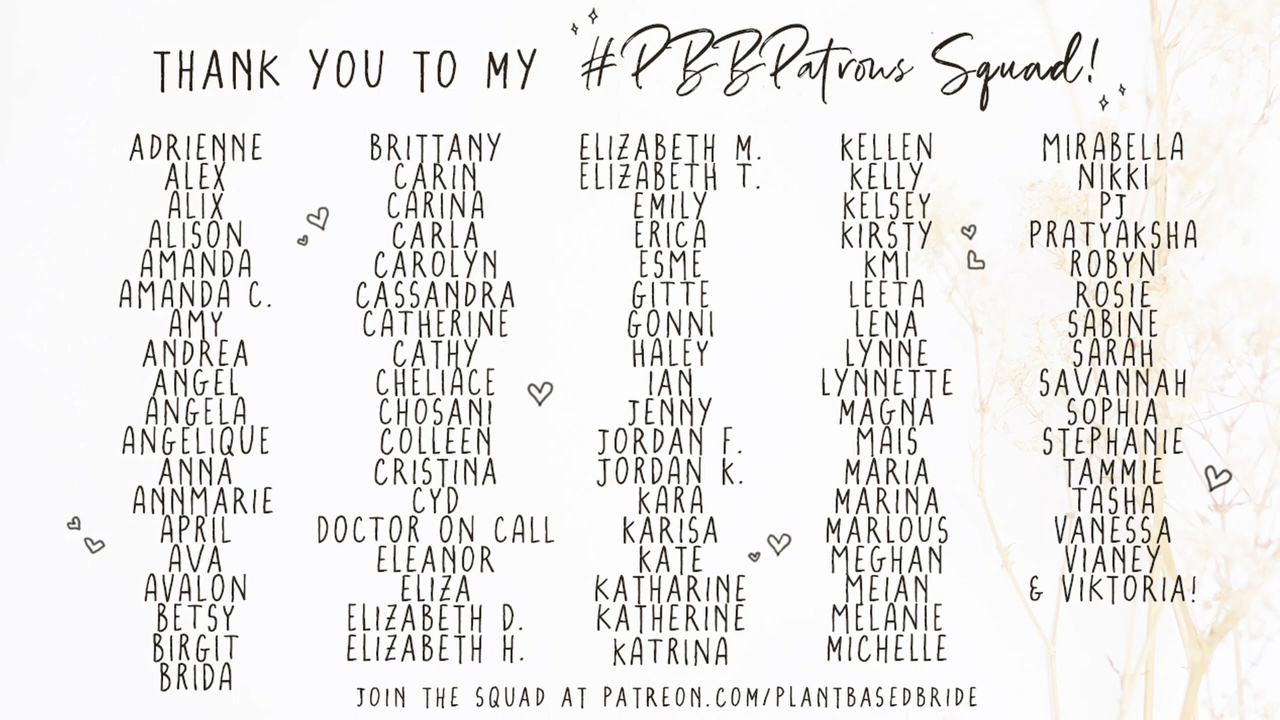 THANK YOU TO MY #PBBPatrons Squad!
ADRIENNE
ALEX
ALIX
ALISON
AMANDA
AMANDA C.
AMY
ANDREA
ANGEL
ANGELA
ANGELIQUE
ANNA
ANNMARIE
APRIL
AVA
AVALON
BETSY
BIRGIT
BRIDA
BRITTANY
CARIN
CARINA
CARLA
CAROLYN
CASSANDRA
CATHERINE
CATHY
CHELIACE
CHOSANI
COLLEEN
CRISTINA
CYD
DOCTOR ON CALL
ELEANOR
ELIZA
ELIZABETH D.
ELIZABETH H.
ELIZABETH M.
ELIZABETH T.
EMILY
ERICA
ESME
GITTE
GONNI
HALEY
IAN
JENNY
JORDAN F.
JORDAN K.
KARA
KARISA
KATE
KATHARINE
KATHERINE
KATRINA
KELLEN
KELLY
KELSEY
KIRSTY
KMI
LEETA
LENA
LYNNE
LYNNETTE
MAGNA
MAIS
MARIA
MARINA
MARLOUS
MEGHAN
MEIAN
MELANIE
MICHELLE
MIRABELLA
NIKKI
PJ
PRATYAKSHA
ROBYN
ROSIE
SABINE
SARAH
SAVANNAH
SOPHIA
STEPHANIE
TAMMIE
TASHA
VANESSA
VIANEY
& VIKTORIA!
JOIN THE SQUAD AT PATREON.COM/PLANTBASEDBRIDE